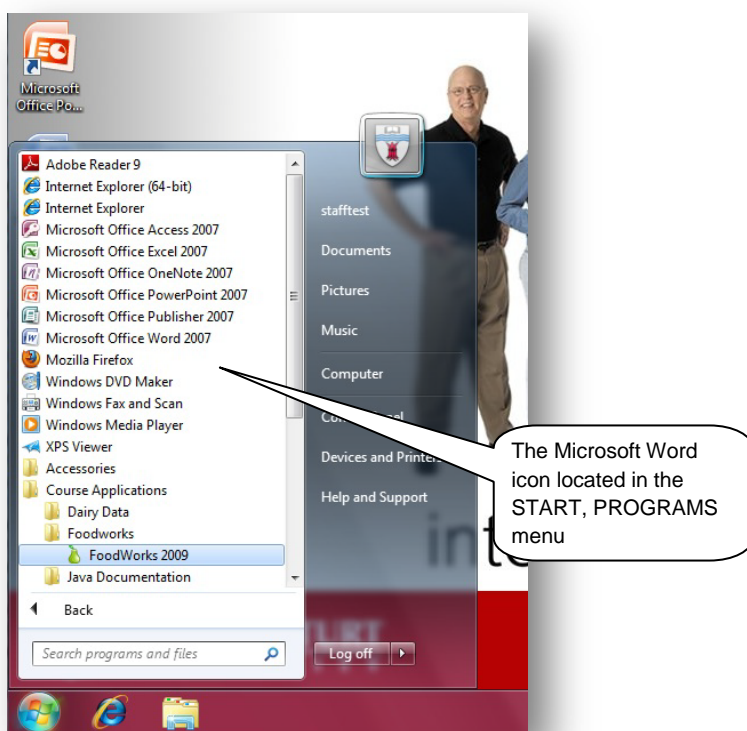 Microsoft
Office Po...
Adobe Reader 9
Internet Explorer (64-bit)
Internet Explorer
Microsoft Office Access 2007
Microsoft Office Excel 2007
Microsoft Office OneNote 2007
Microsoft Office PowerPoint 2007
Microsoft Office Publisher 2007
Microsoft Office Word 2007
Mozilla Firefox
Windows DVD Maker
Windows Fax and Scan
Windows Media Player
XPS Viewer
Accessories
Course Applications
Dairy Data
Foodworks
FoodWorks 2009
Java Documentation
Back
Search programs and files
stafftest
Documents
Pictures
Music
Computer
Devices and Printers
Help and Support
Log off
The Microsoft Word
icon located in the
START, PROGRAMS
menu